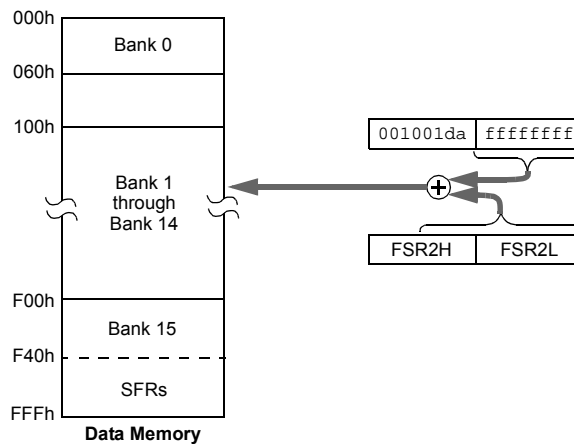 000h
Bank 0
060h
100h
001001da ffffffff
Bank 1
through
Bank 14
FSR2H FSR2L
F00h
Bank 15
F40h
SFRs
FFFh
Data Memory